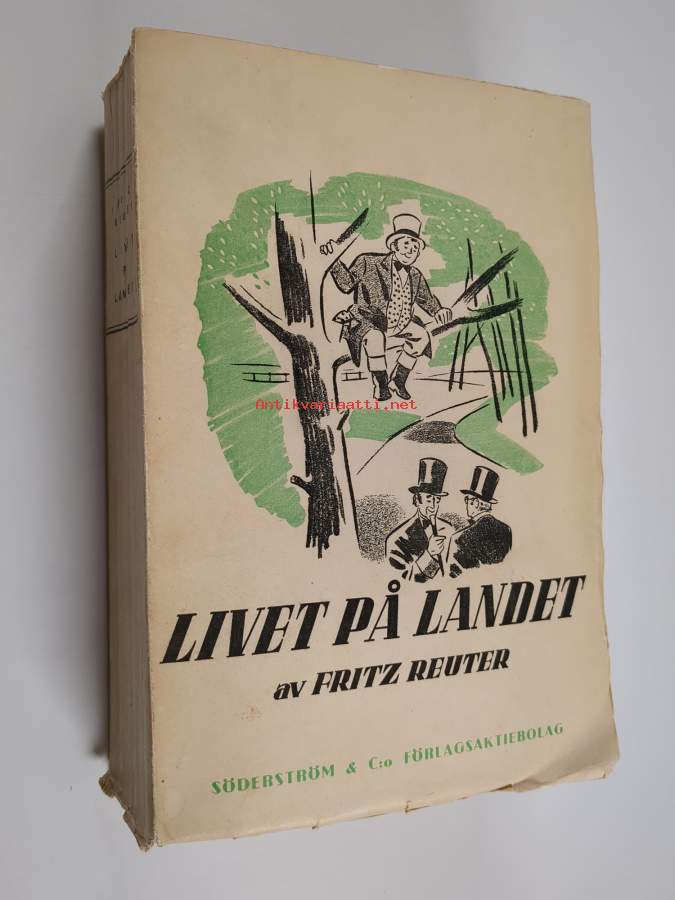 Antikvariaatti.net
LIVET PÅ LANDET
av FRITZ REUTER
SÖDERSTRÖM & C:o FÖRLAGSAKTIEBOLAG